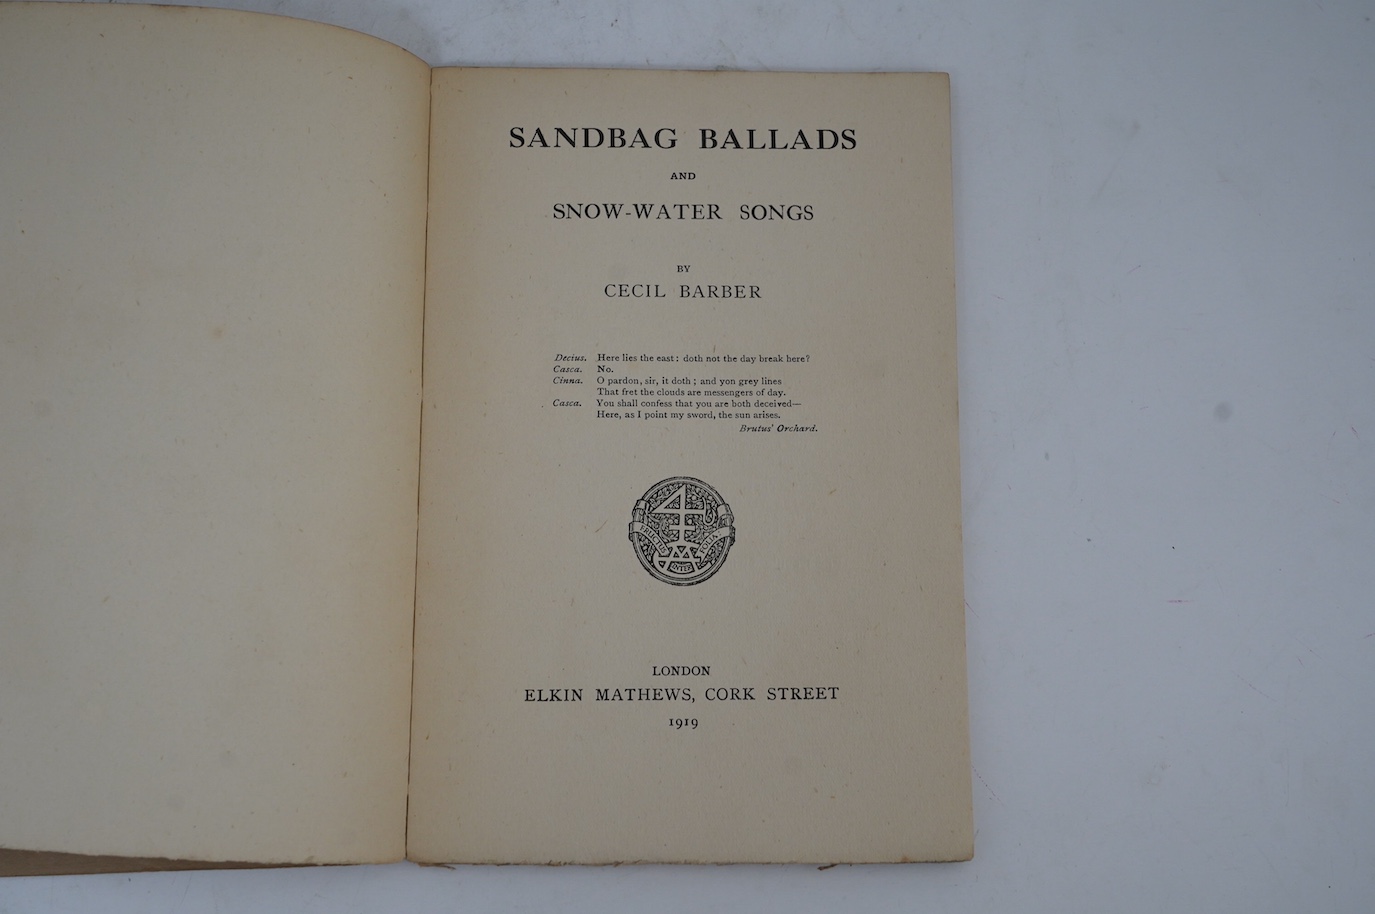 SANDBAG BALLADS
AND
SNOW-WATER SONGS
BY
CECIL BARBER
Decius. Here lies the east: doth not the day break here?
Casca. No.
Cinna. O pardon, sir, it doth; and yon grey lines
That fret the clouds are messengers of day.
Casca. You shall confess that you are both deceived—
Here, as I point my sword, the sun arises.
Brutus' Orchard.
FRUCTUS
INTER
FOLIA
LONDON
ELKIN MATHEWS, CORK STREET
1919